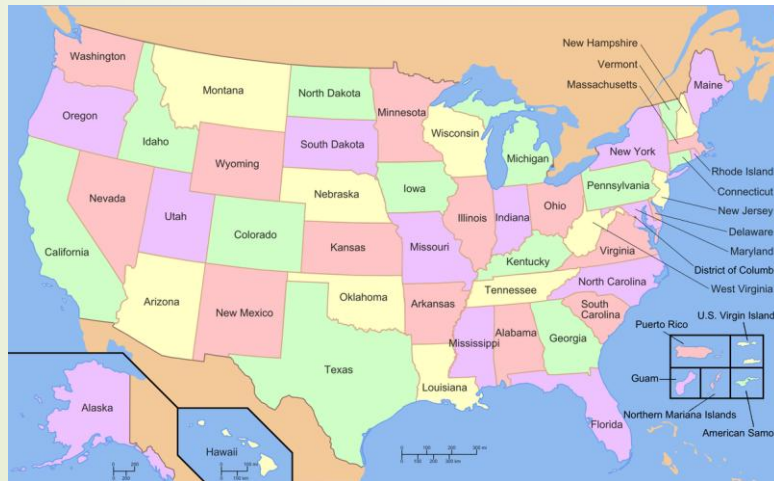 New Hampshire
Vermont
Massachusetts
Washington
Maine
Montana
North Dakota
Minnesota
Oregon
Idaho
Wisconsin
South Dakota
Michigan
New York
Wyoming
Rhode Island
Connecticut
Pennsylvania
Iowa
Nebraska
New Jersey
Nevada
Ohio
Illinois
Indiana
Utah
Delaware
Colorado
Maryland
California
Kansas
Missouri
Virginia
District of Columb
Kentucky
West Virginia
Tennessee
North Carolina
Arizona
Oklahoma
Arkansas
New Mexico
South
Carolina
U.S. Virgin Island
Puerto Rico
Mississippi
Alabama
Georgia
Texas
Louisiana
Guam
Alaska
Northern Mariana Islands
Florida
American Samo
Hawaii